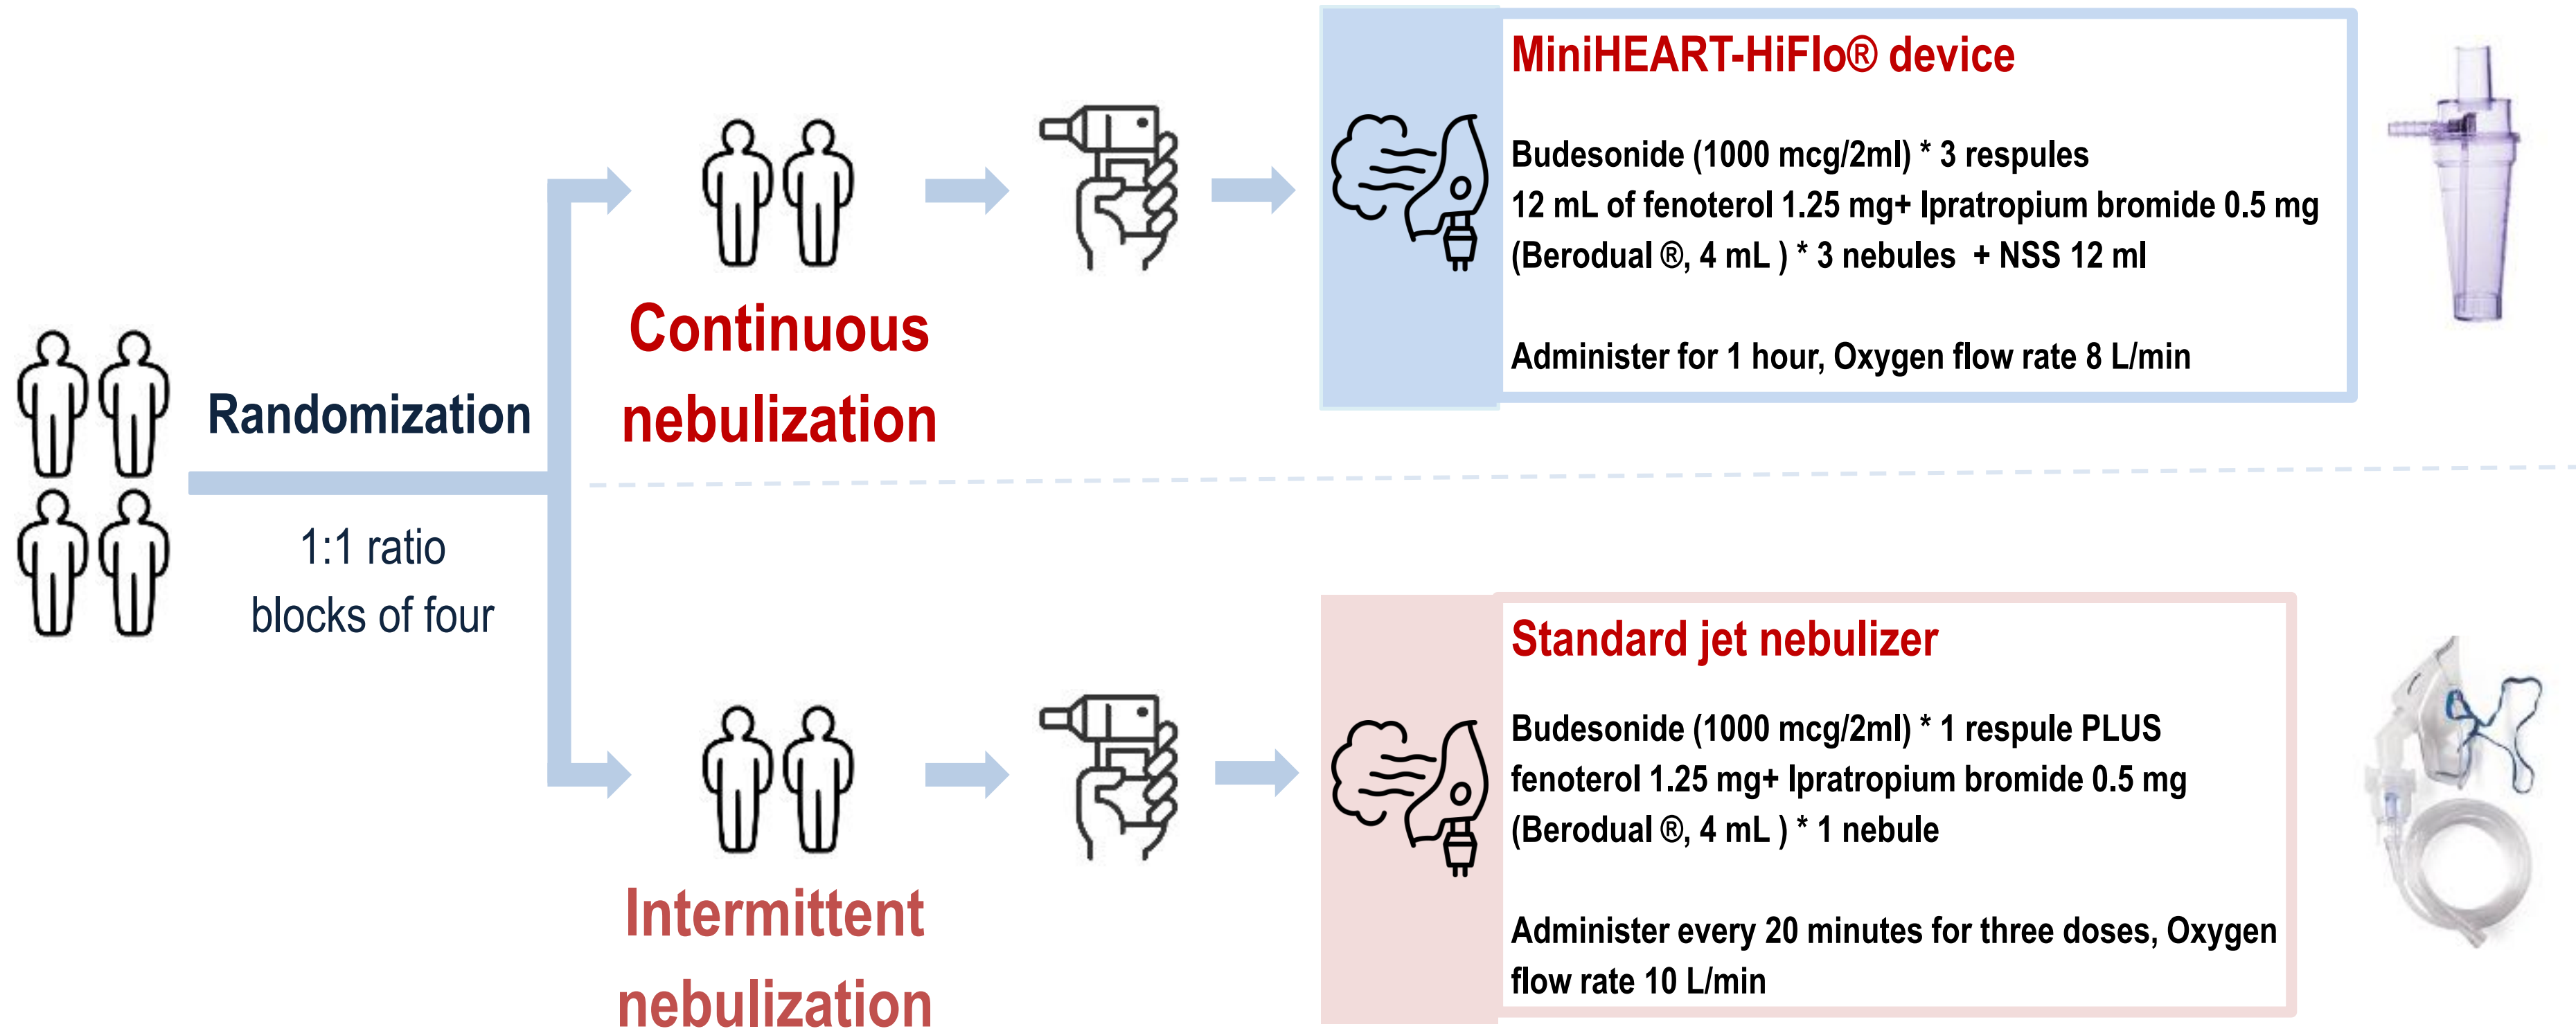 Randomization
1:1 ratio
blocks of four
Continuous
nebulization
MiniHEART-HiFlo® device
Budesonide (1000 mcg/2ml) * 3 respules
12 mL of fenoterol 1.25 mg+ Ipratropium bromide 0.5 mg
(Berodual ®, 4 mL ) * 3 nebules + NSS 12 ml
Administer for 1 hour, Oxygen flow rate 8 L/min
Intermittent
nebulization
Standard jet nebulizer
Budesonide (1000 mcg/2ml) * 1 respule PLUS
fenoterol 1.25 mg+ Ipratropium bromide 0.5 mg
(Berodual ®, 4 mL ) * 1 nebule
Administer every 20 minutes for three doses, Oxygen
flow rate 10 L/min